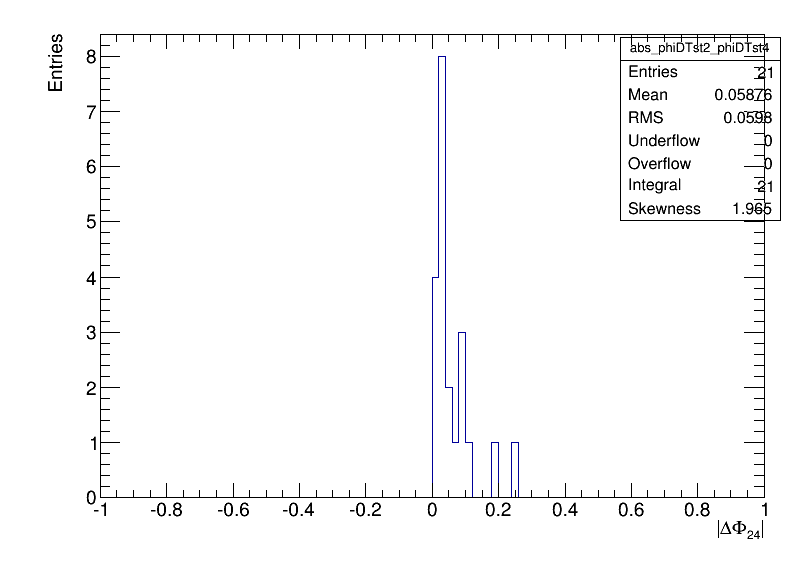 Entries
8
7
6
5
4
3
2
1
0
-1 -0.8 -0.6 -0.4 -0.2 0 0.2 0.4 0.6 0.8 1
|ΔΦ24|
abs_phiDTst2_phiDTst4
Entries 21
Mean 0.05876
RMS 0.0598
Underflow 0
Overflow 0
Integral 21
Skewness 1.965